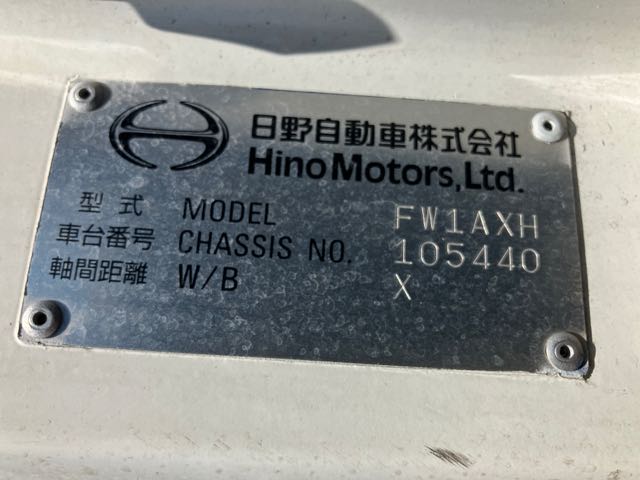 日野自動車株式会社
Hino Motors, Ltd.
型式 MODEL FW1AXH
車台番号 CHASSIS NO. 105440
軸間距離 W/B X